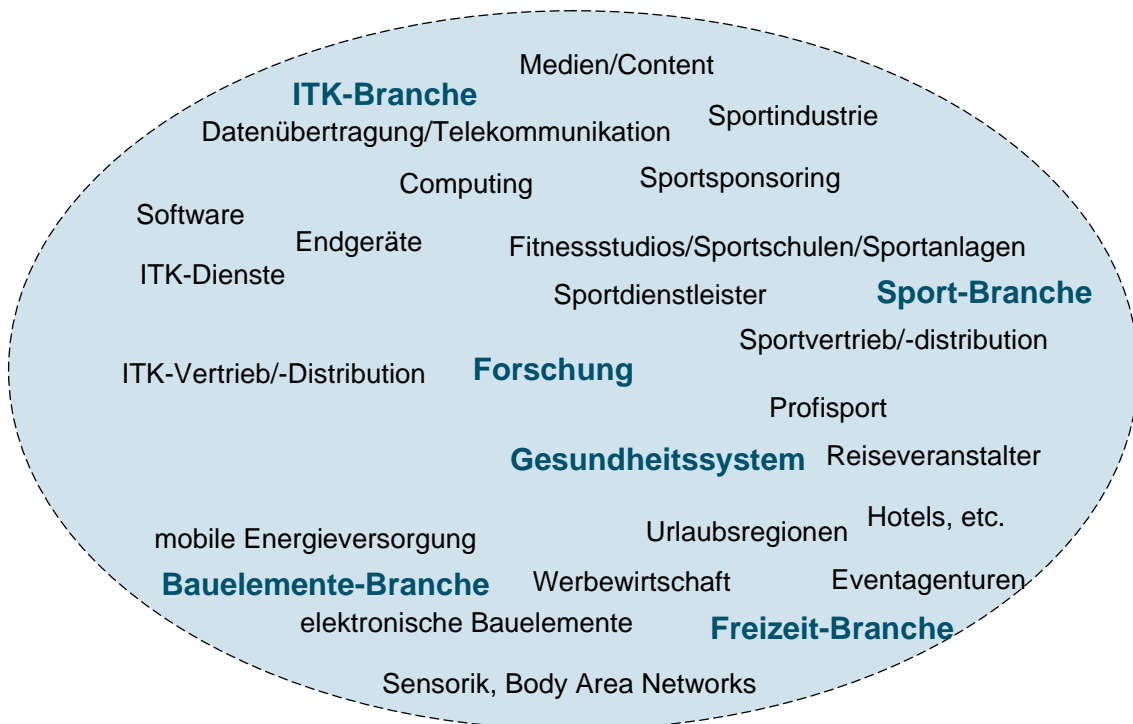 Medien/Content
ITK-Branche
Sportindustrie
Datenübertragung/Telekommunikation
Computing
Sportsponsoring
Software
Endgeräte
Fitnessstudios/Sportschulen/Sportanlagen
ITK-Dienste
Sportdienstleister
Sport-Branche
Sportvertrieb/-distribution
ITK-Vertrieb/-Distribution
Forschung
Profisport
Gesundheitssystem
Reiseveranstalter
Hotels, etc.
Urlaubsregionen
mobile Energieversorgung
Bauelemente-Branche
Werbewirtschaft
Eventagenturen
elektronische Bauelemente
Freizeit-Branche
Sensorik, Body Area Networks